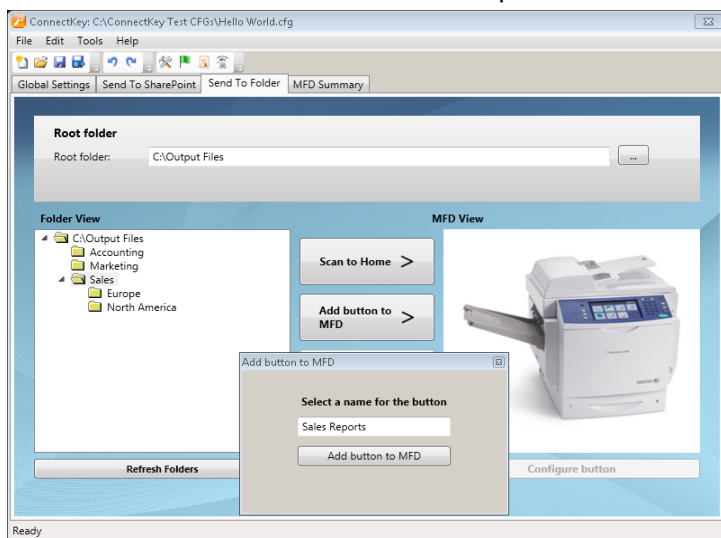 ConnectKey: C:\ConnectKey Test CFGs\Hello World.cfg
File Edit Tools Help
Global Settings Send To SharePoint Send To Folder MFD Summary
Root folder
Root folder: C:\Output Files ...
Folder View MFD View
C:\Output Files
Accounting
Marketing
Sales
Europe
North America
Scan to Home >
Add button to MFD >
Add button to MFD
Select a name for the button
Sales Reports
Add button to MFD
Refresh Folders Configure button
Ready